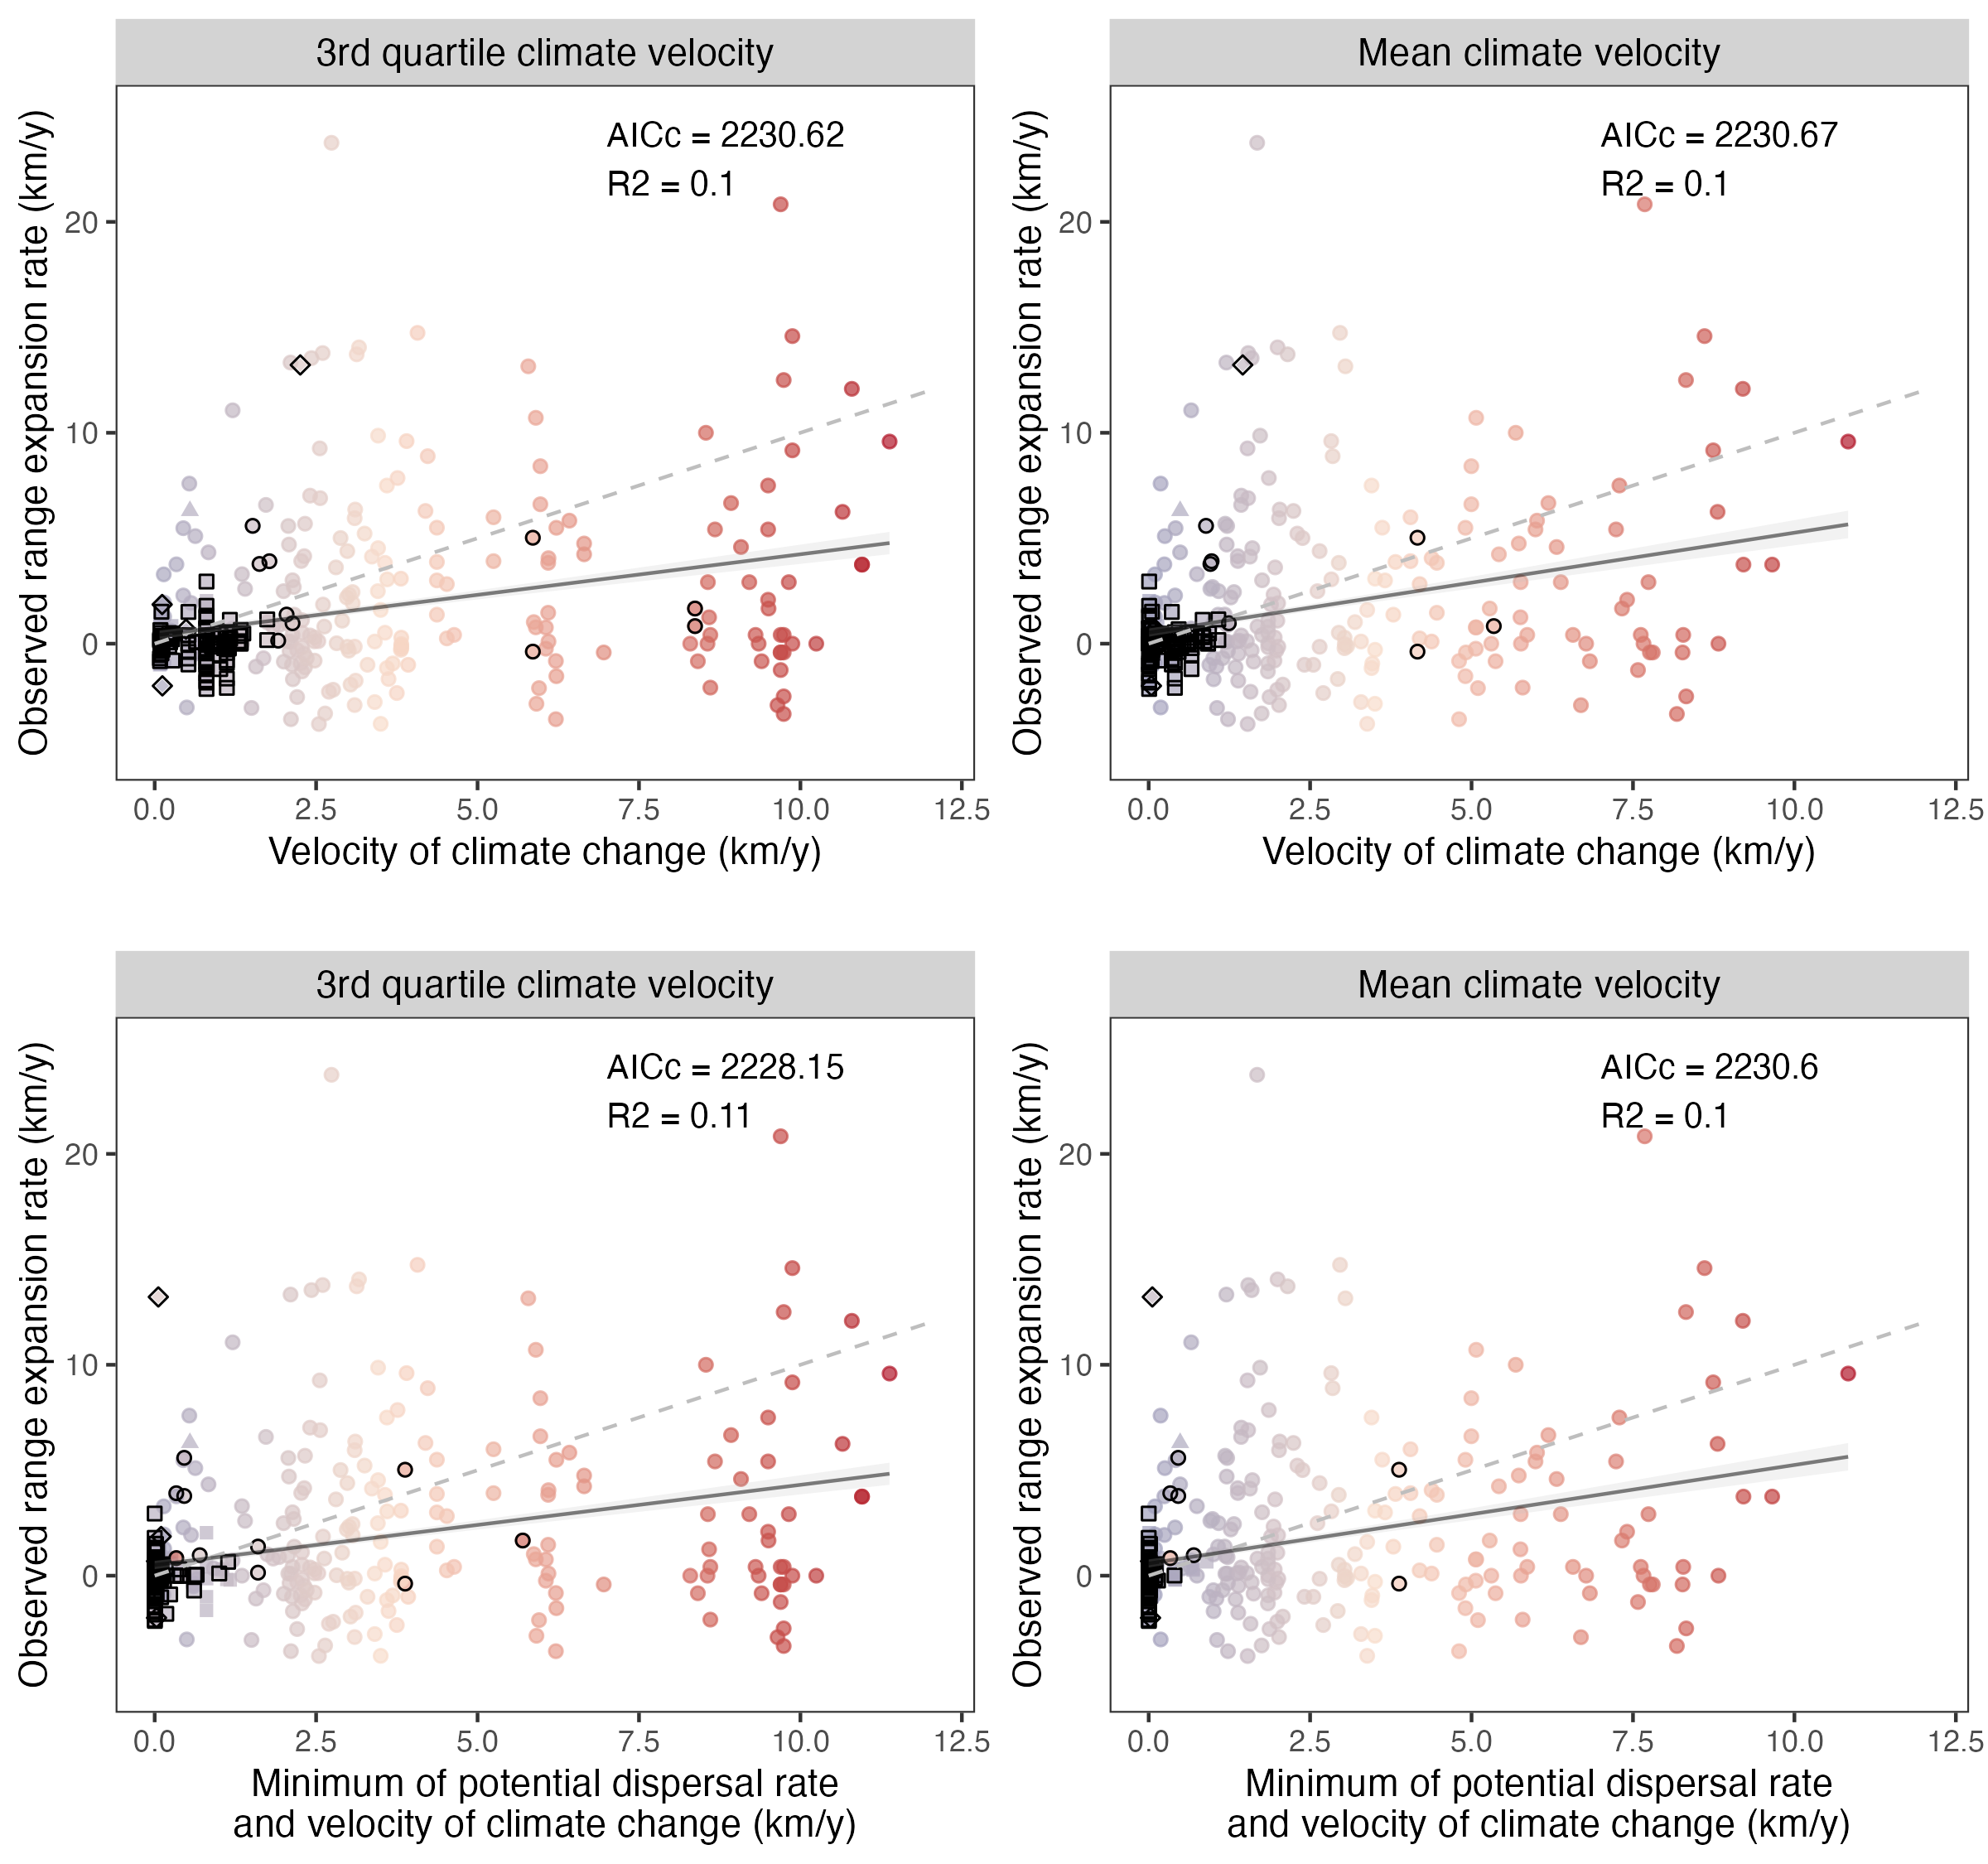 3rd quartile climate velocity
AICc = 2230.62
R2 = 0.1
Observed range expansion rate (km/y)
20
10
0
0.0 2.5 5.0 7.5 10.0 12.5
Velocity of climate change (km/y)
Mean climate velocity
AICc = 2230.67
R2 = 0.1
Observed range expansion rate (km/y)
20
10
0
0.0 2.5 5.0 7.5 10.0 12.5
Velocity of climate change (km/y)
3rd quartile climate velocity
AICc = 2228.15
R2 = 0.11
Observed range expansion rate (km/y)
20
10
0
0.0 2.5 5.0 7.5 10.0 12.5
Minimum of potential dispersal rate
and velocity of climate change (km/y)
Mean climate velocity
AICc = 2230.6
R2 = 0.1
Observed range expansion rate (km/y)
20
10
0
0.0 2.5 5.0 7.5 10.0 12.5
Minimum of potential dispersal rate
and velocity of climate change (km/y)